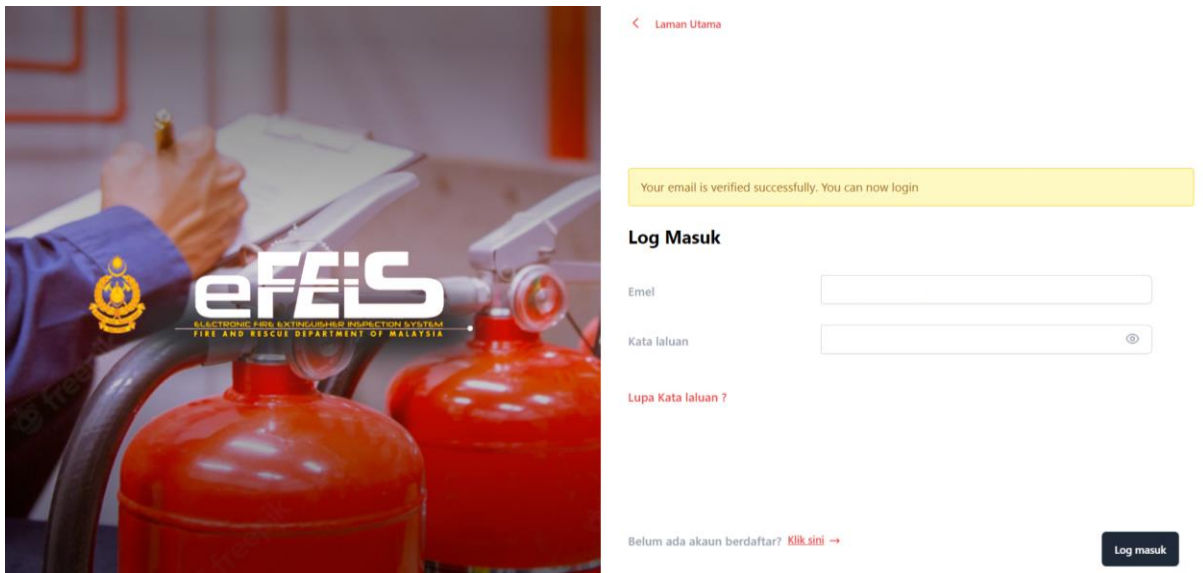 eFEiS
ELECTRONIC FIRE EXTINGUISHER INSPECTION SYSTEM
FIRE AND RESCUE DEPARTMENT OF MALAYSIA
Laman Utama
Your email is verified successfully. You can now login
Log Masuk
Emel
Kata laluan
Lupa Kata laluan ?
Belum ada akaun berdaftar? Klik sini →
Log masuk